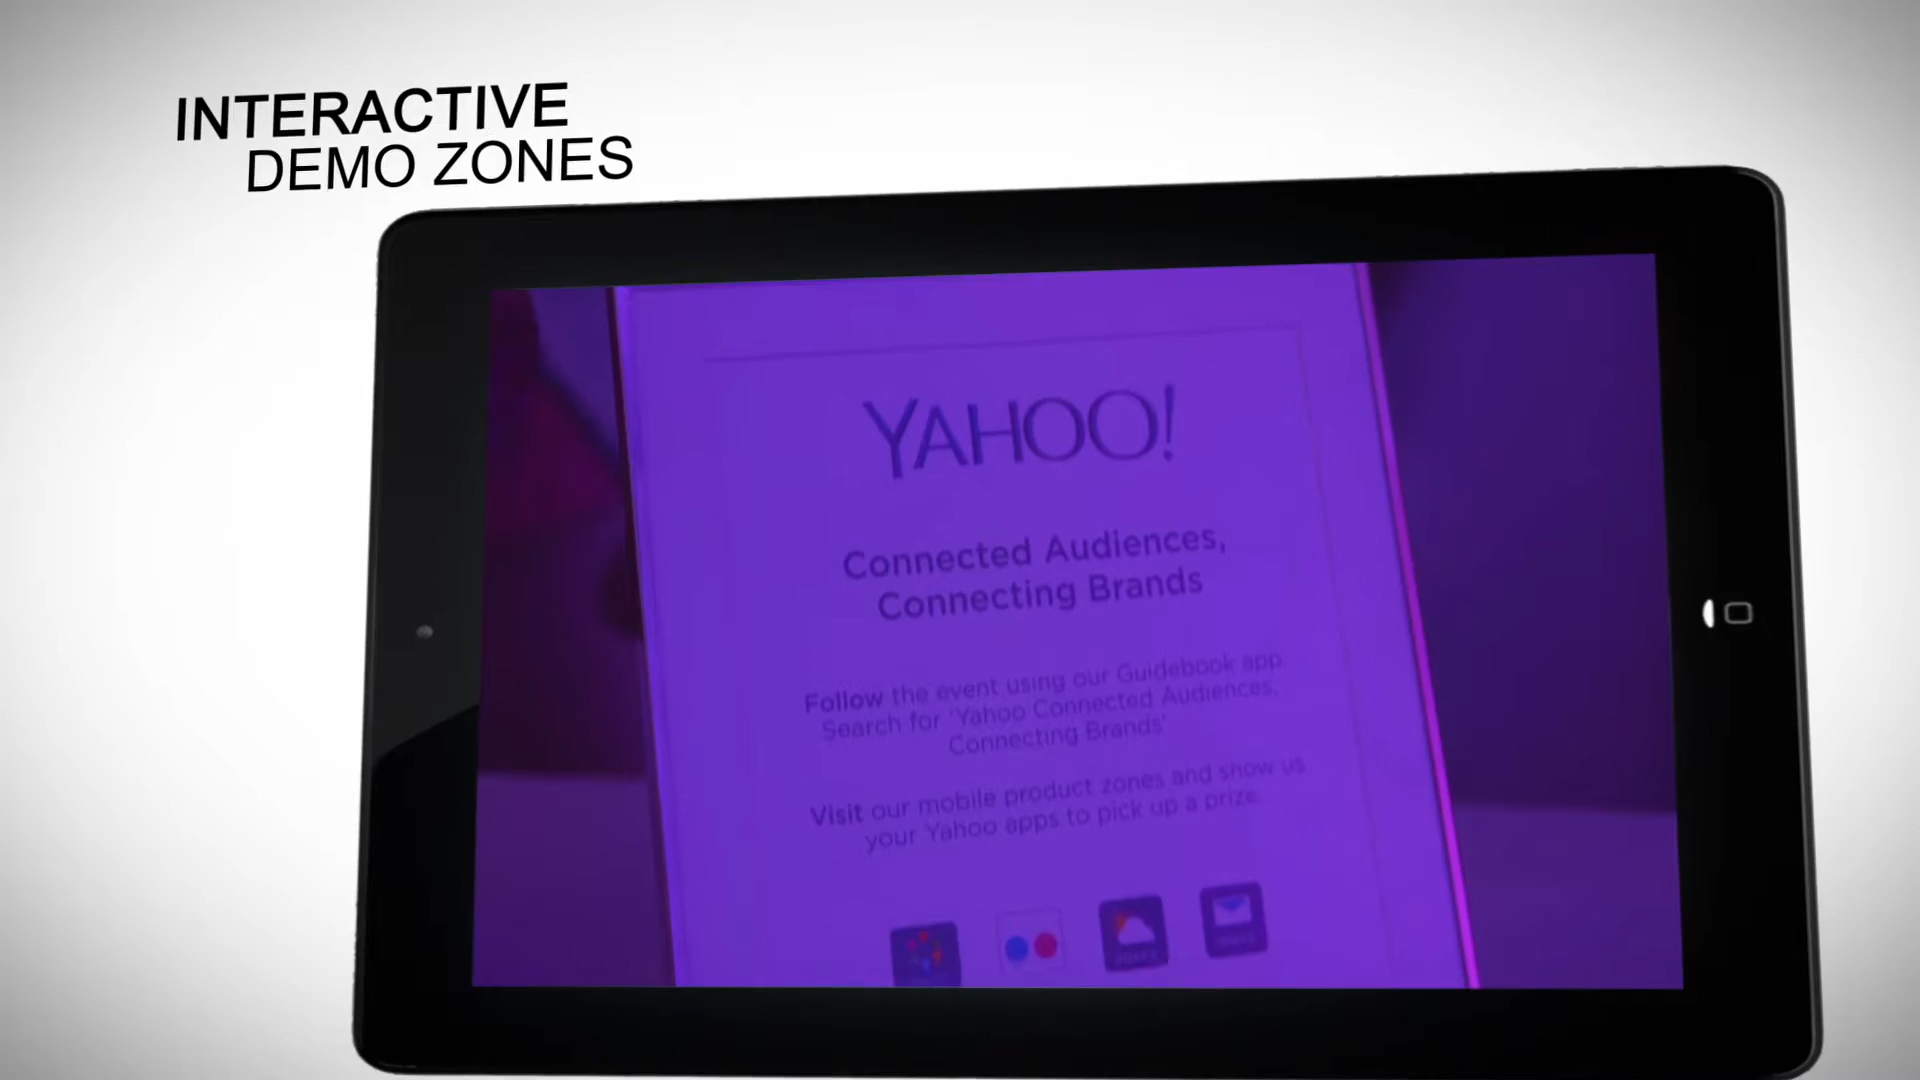 INTERACTIVE
DEMO ZONES
YAHOO!
Connected Audiences,
Connecting Brands
Follow the event using our Guidebook app.
Search for 'Yahoo Connected Audiences,
Connecting Brands'
Visit our mobile product zones and show us
your Yahoo apps to pick up a prize